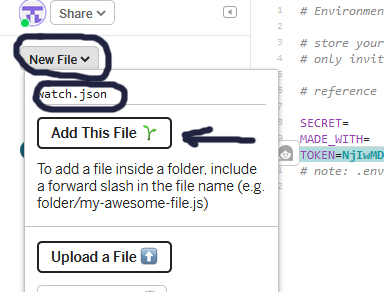 Share
# Environmen
New File
# store your
# only invit
watch.json
# reference
Add This File
SECRET=
MADE_WITH=
TOKEN=NjIwMD
# note: .env
To add a file inside a folder, include
a forward slash in the file name (e.g.
folder/my-awesome-file.js)
Upload a File